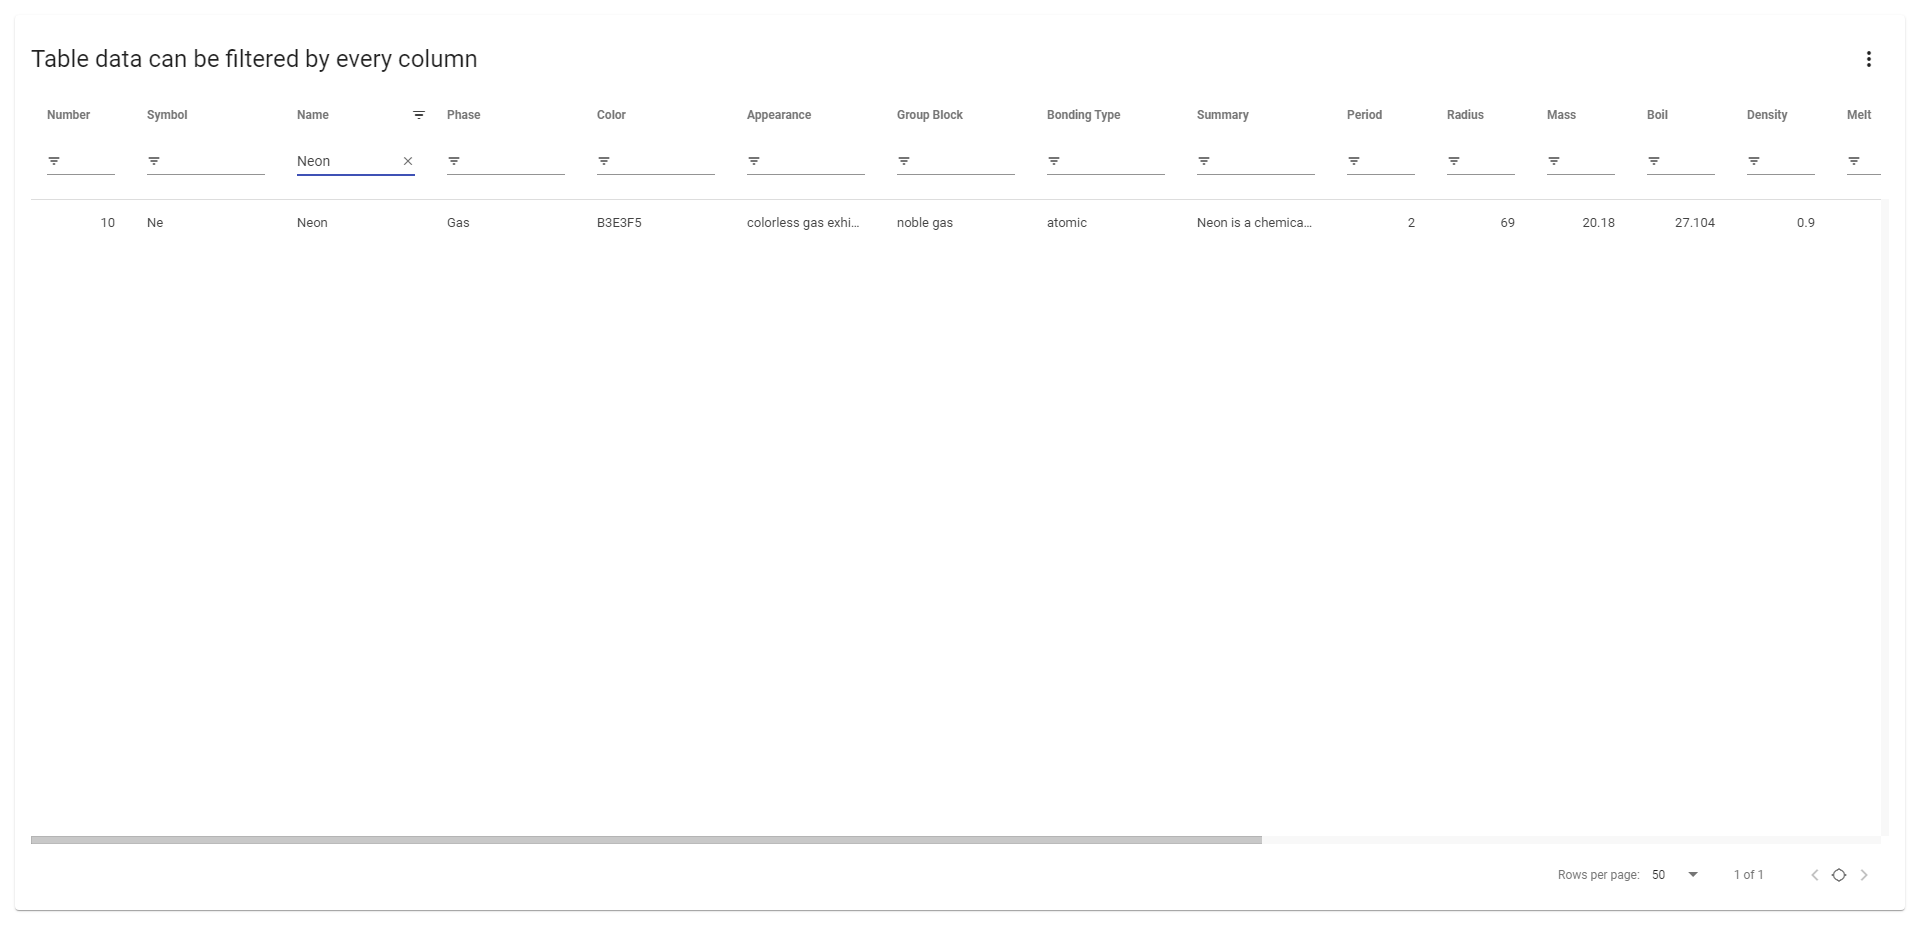 Table data can be filtered by every column
Number Symbol Name Phase Color Appearance Group Block Bonding Type Summary Period Radius Mass Boil Density Melt
Neon
10 Ne Neon Gas B3E3F5 colorless gas exhi... noble gas atomic Neon is a chemica... 2 69 20.18 27.104 0.9
Rows per page: 50 1 of 1